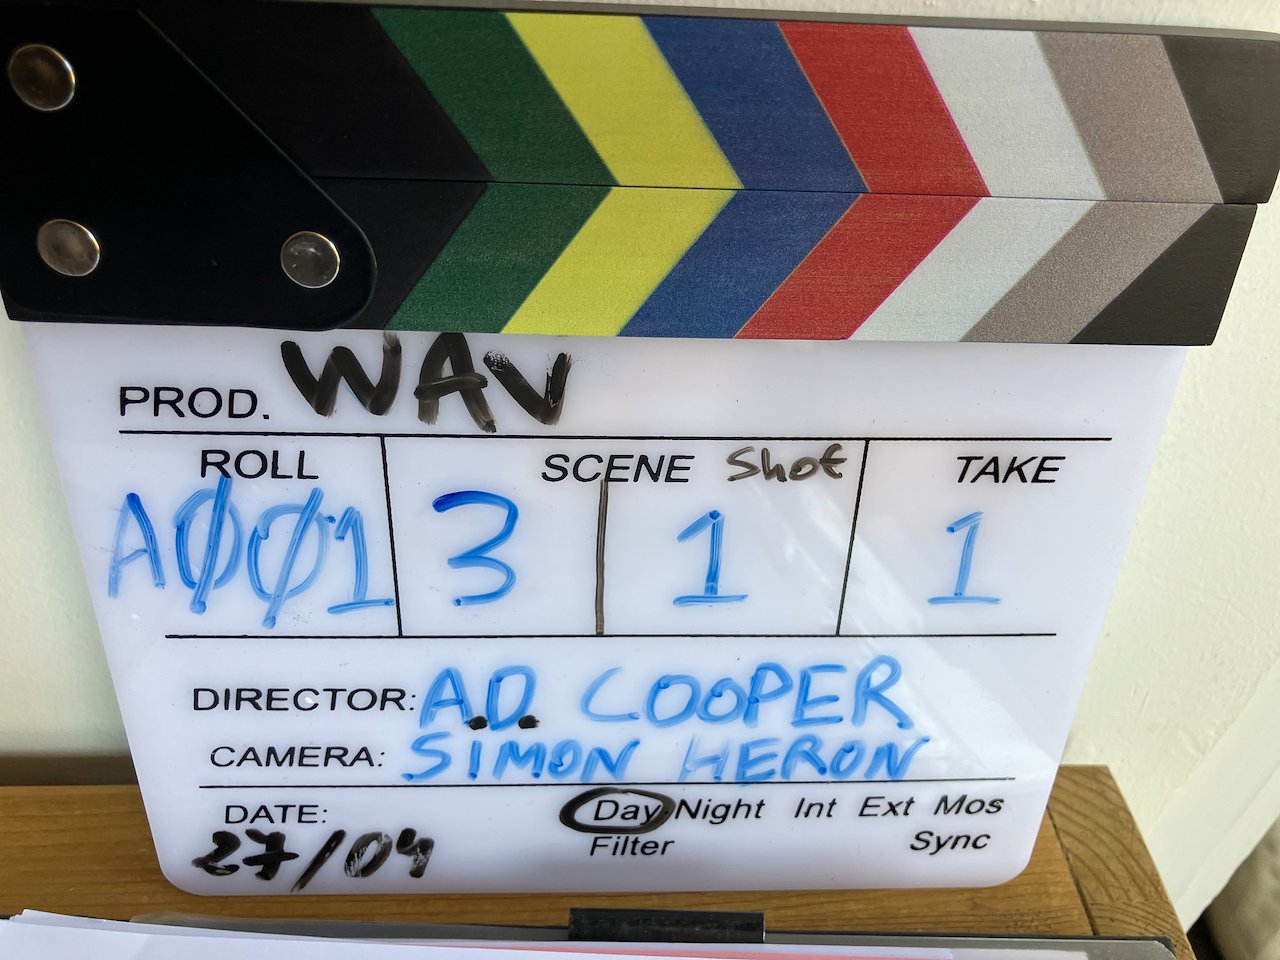 PROD. WAV
ROLL SCENE Shot TAKE
A001 3 1 1
DIRECTOR: A.D. COOPER
CAMERA: SIMON HERON
DATE: Day Night Int Ext Mos
27/04 Filter Sync